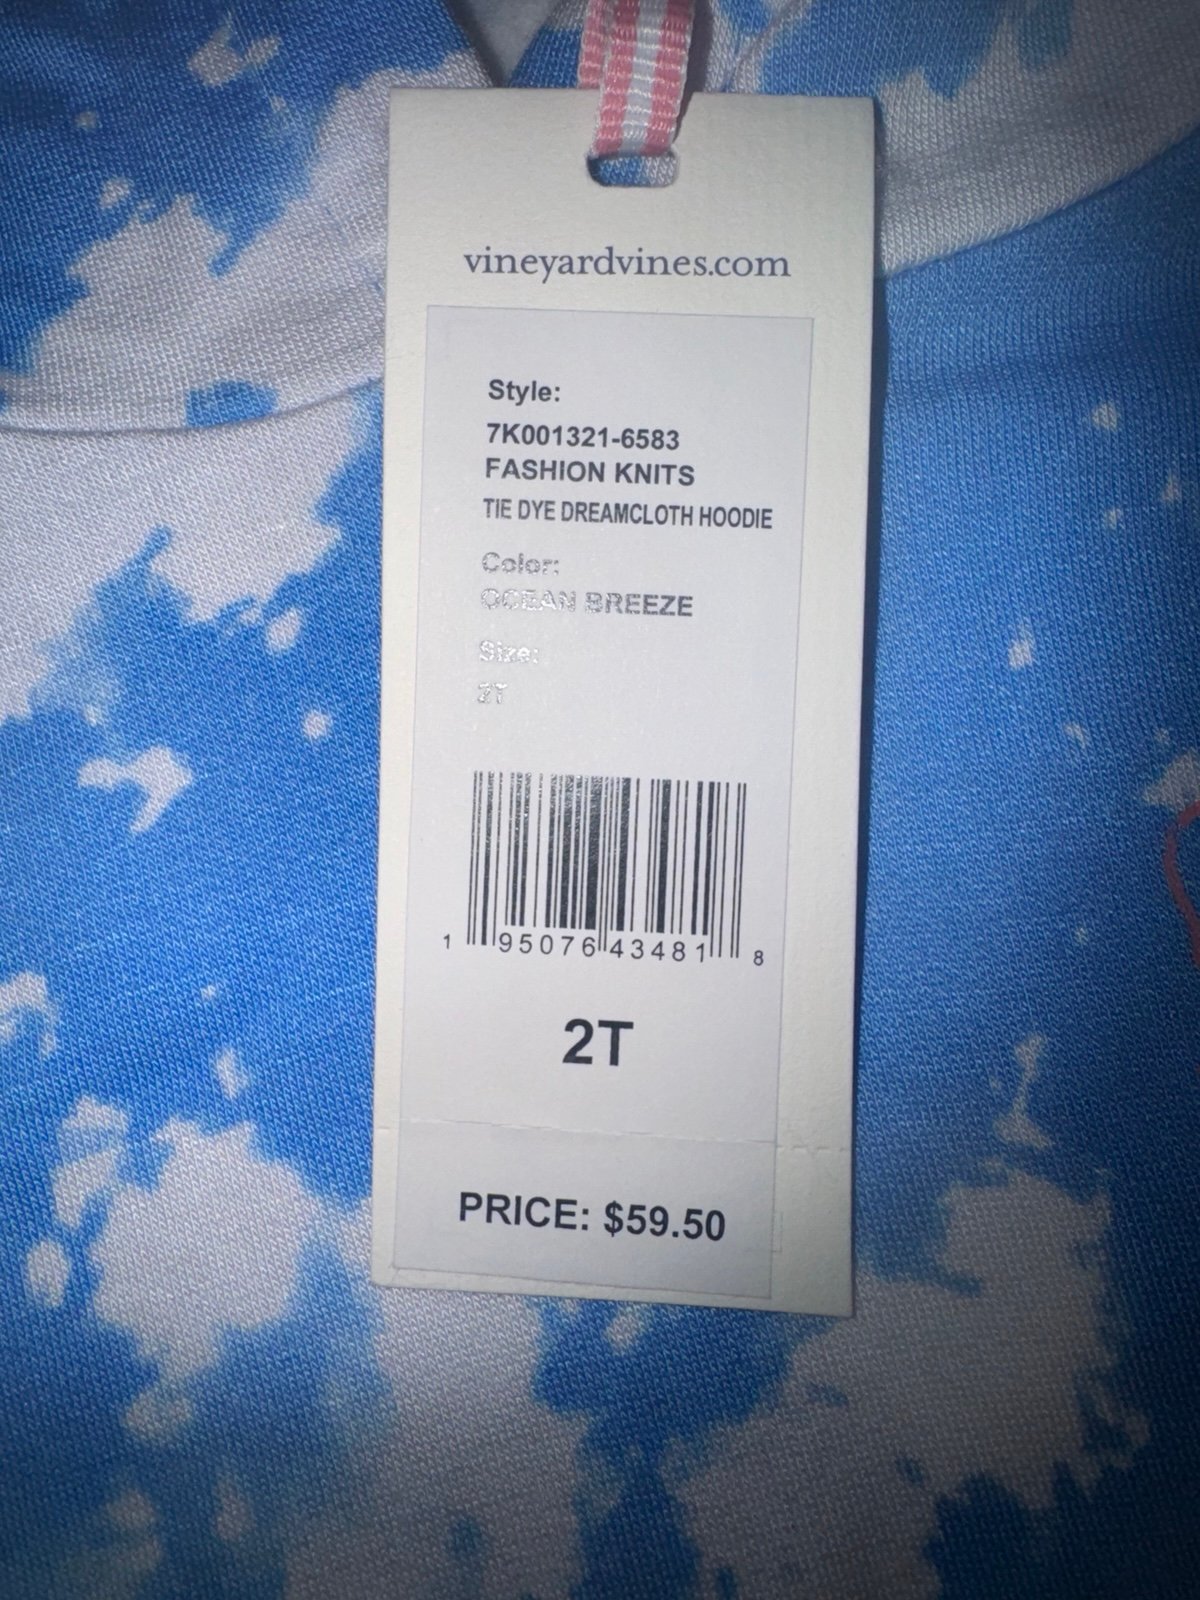 vineyardvines.com
Style:
7K001321-6583
FASHION KNITS
TIE DYE DREAMCLOTH HOODIE
Color:
OCEAN BREEZE
Size:
2T
1 95076 43481 8
2T
PRICE: $59.50